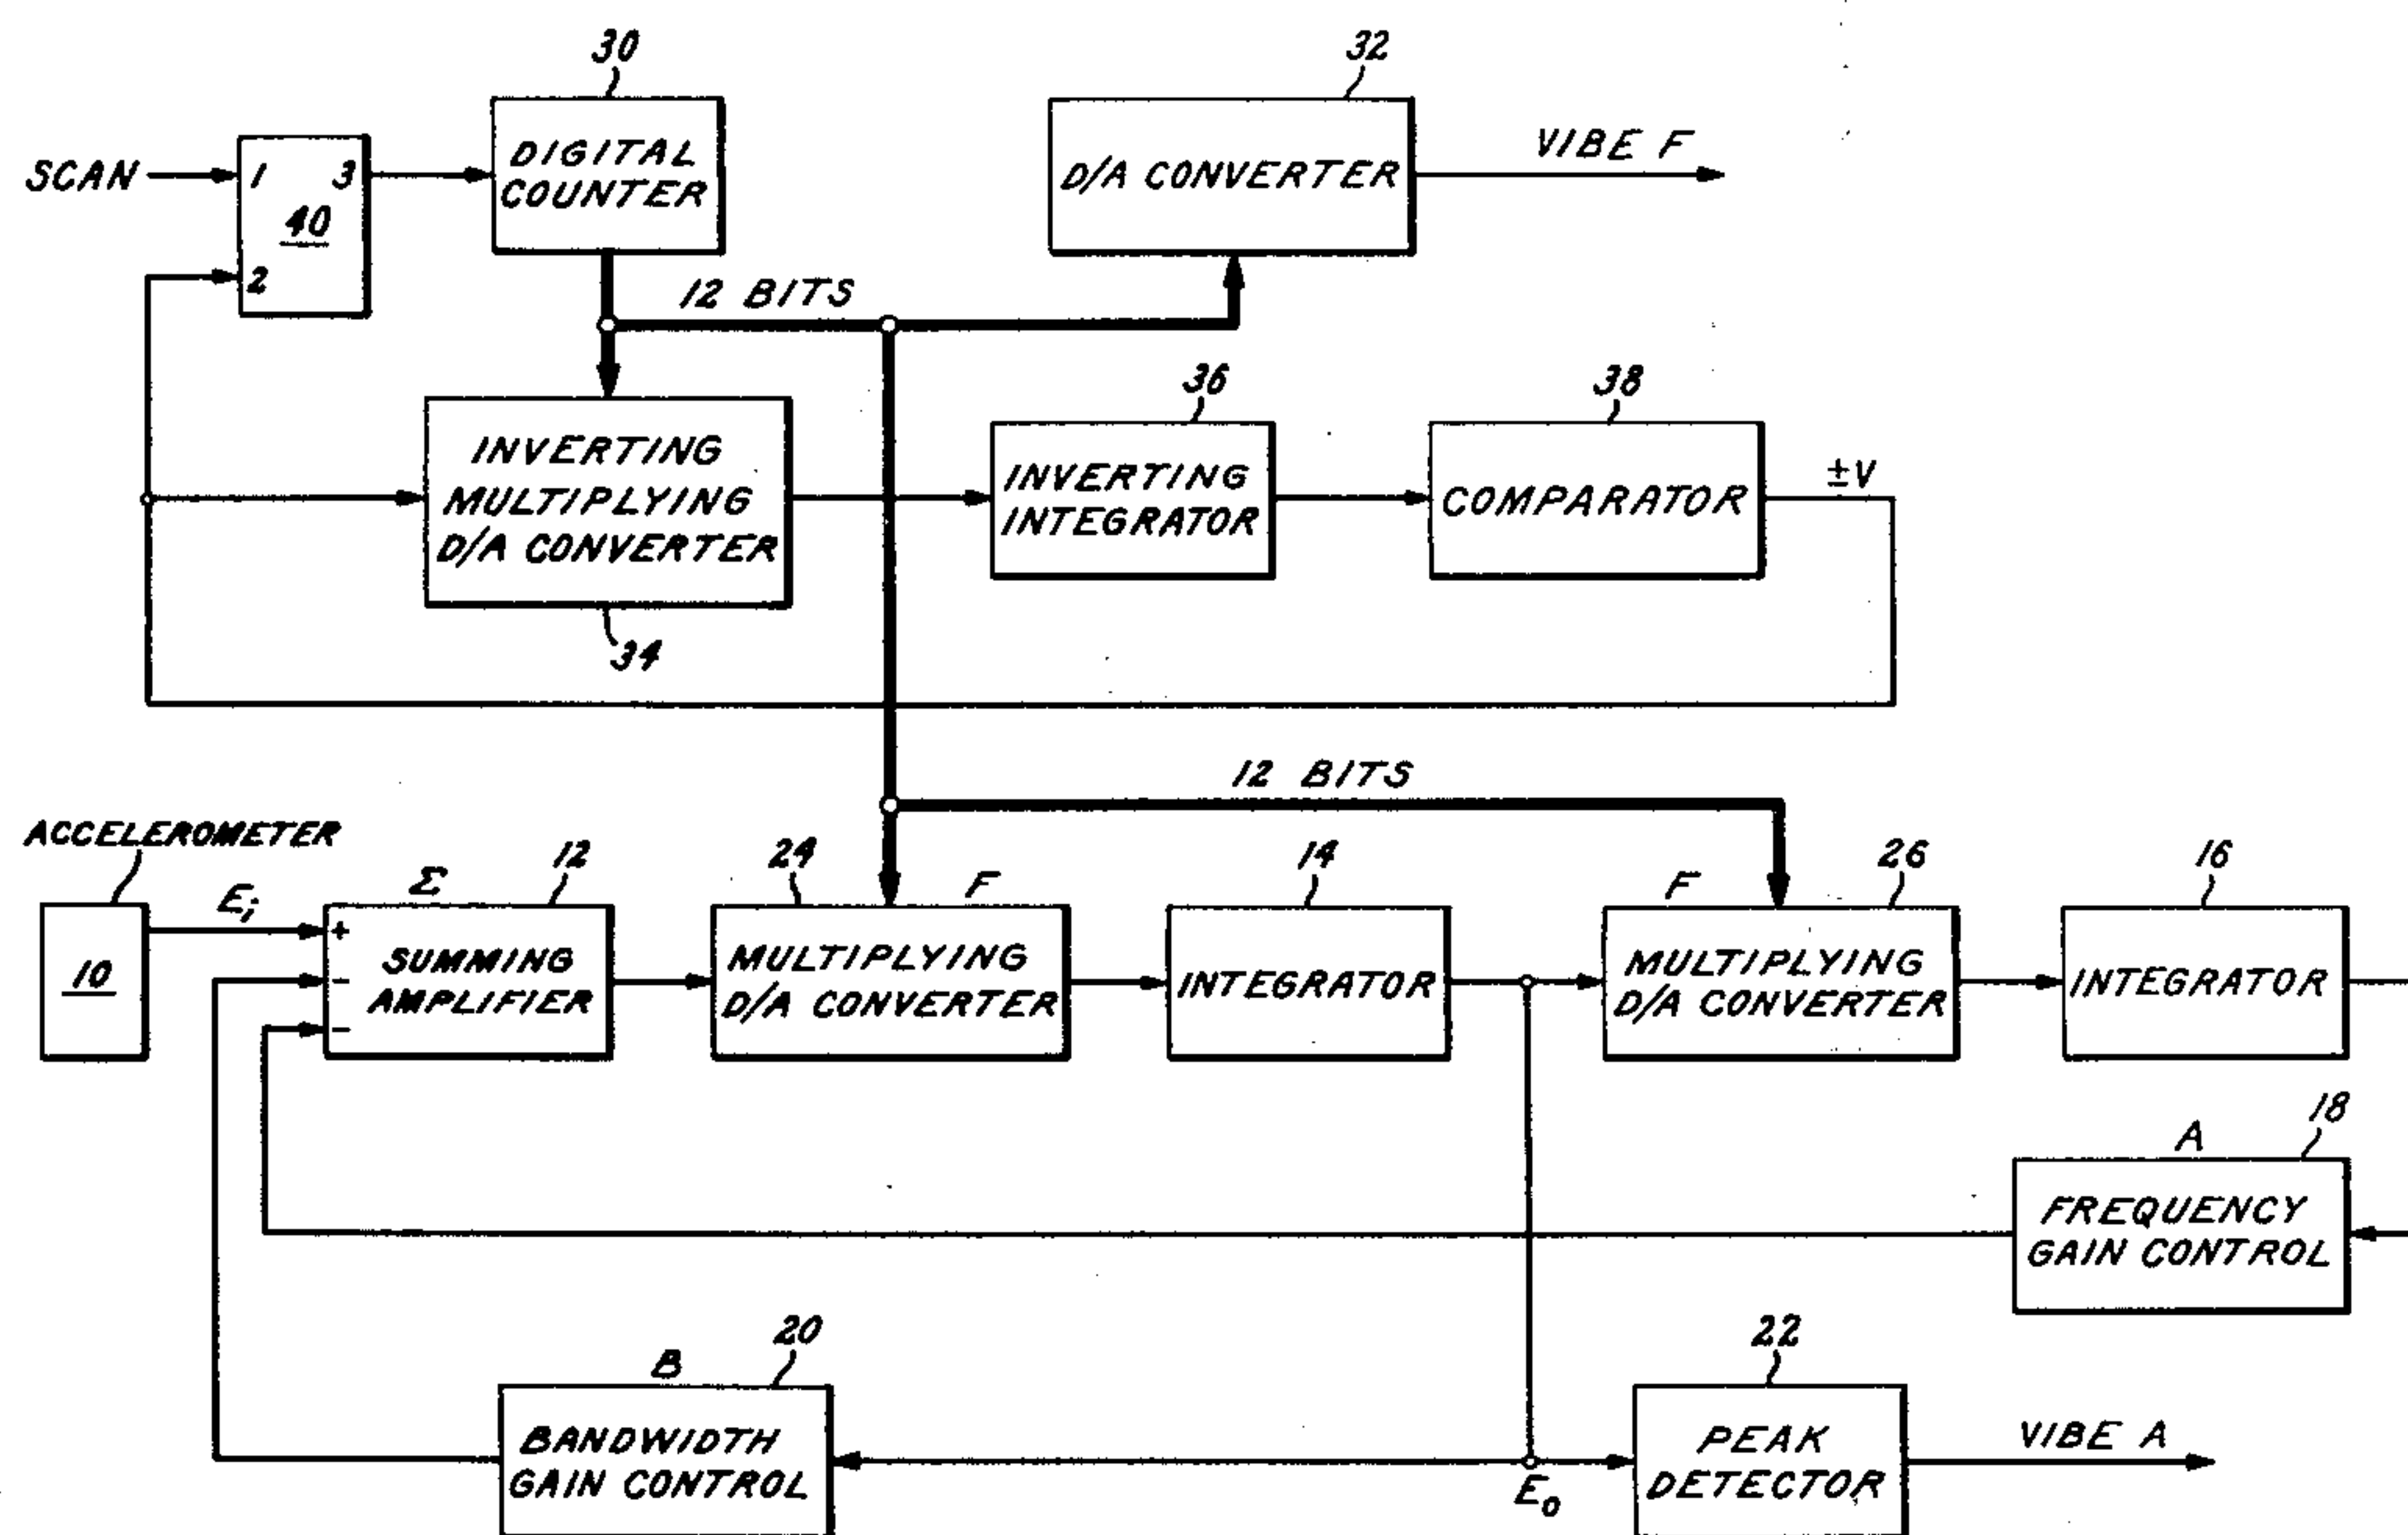 30
32
SCAN
1
3
40
2
DIGITAL
COUNTER
D/A CONVERTER
VIBE F
12 BITS
36
38
INVERTING
MULTIPLYING
D/A CONVERTER
34
INVERTING
INTEGRATOR
COMPARATOR
±V
12 BITS
ACCELEROMETER
10
Ei
Σ
12
+
-
-
SUMMING
AMPLIFIER
24
F
MULTIPLYING
D/A CONVERTER
14
INTEGRATOR
F
26
MULTIPLYING
D/A CONVERTER
16
INTEGRATOR
A
18
FREQUENCY
GAIN CONTROL
B
20
BANDWIDTH
GAIN CONTROL
Eo
22
PEAK
DETECTOR
VIBE A